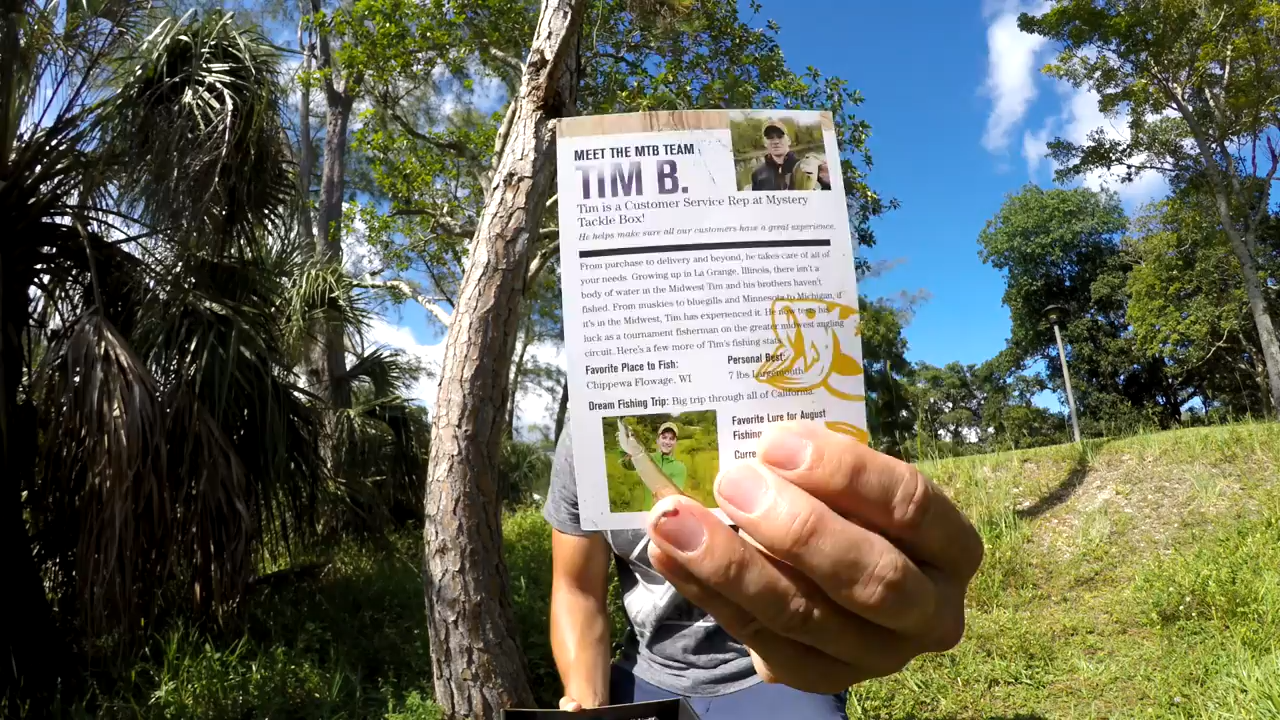 MEET THE MTB TEAM
TIM B.
Tim is a Customer Service Rep at Mystery
Tackle Box!
He helps make sure all our customers have a great experience.
From purchase to delivery and beyond, he takes care of all of
your needs. Growing up in La Grange, Illinois, there isn't a
body of water in the Midwest Tim and his brothers haven't
fished. From muskies to bluegills and Minnesota to Michigan, if
it's in the Midwest, Tim has experienced it. He now tests his
luck as a tournament fisherman on the greater midwest angling
circuit. Here's a few more of Tim's fishing stats.
Favorite Place to Fish:
Chippewa Flowage, WI
Personal Best:
7 lbs Largemouth
Dream Fishing Trip: Big trip through all of California.
Favorite Lure for August
Fishing
Curre